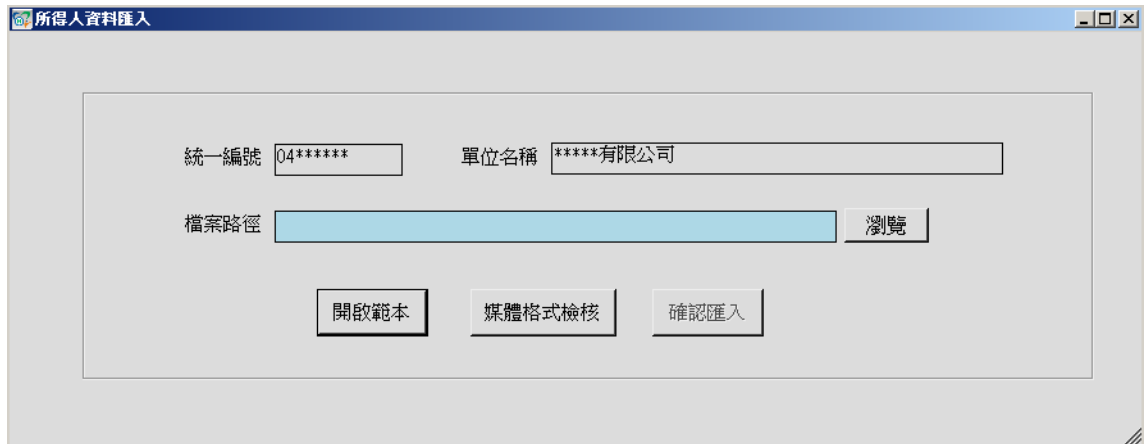 所得人資料匯入
統一編號 04****** 單位名稱 *****有限公司
檔案路徑 瀏覽
開啟範本 媒體格式檢核 確認匯入